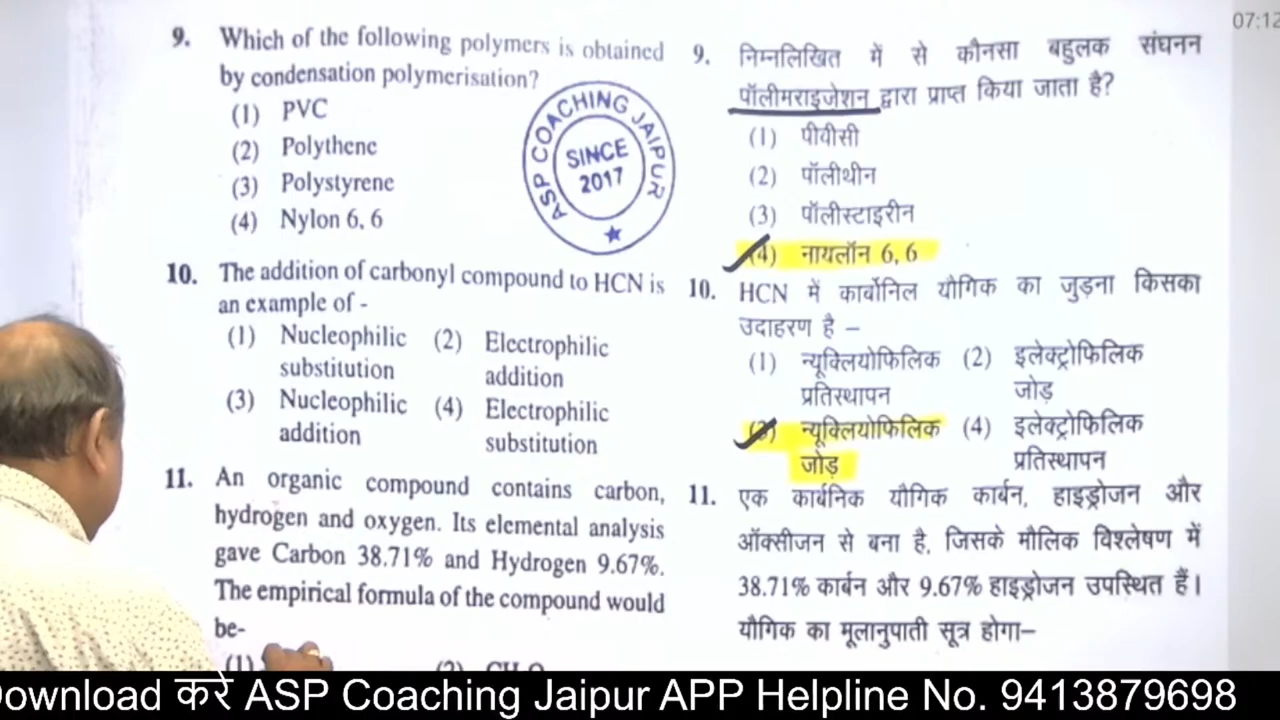 07:12
9. Which of the following polymers is obtained
by condensation polymerisation?
(1) PVC
(2) Polythene
(3) Polystyrene
(4) Nylon 6, 6
ASP COACHING JAIPUR
SINCE
2017
10. The addition of carbonyl compound to HCN is
an example of -
(1) Nucleophilic substitution (2) Electrophilic addition
(3) Nucleophilic addition (4) Electrophilic substitution
11. An organic compound contains carbon,
hydrogen and oxygen. Its elemental analysis
gave Carbon 38.71% and Hydrogen 9.67%.
The empirical formula of the compound would
be-
(1)
9. निम्नलिखित में से कौनसा बहुलक संघनन
पॉलीमराइजेशन द्वारा प्राप्त किया जाता है?
(1) पीवीसी
(2) पॉलीथीन
(3) पॉलीस्टाइरीन
(4) नायलॉन 6, 6
10. HCN में कार्बोनिल यौगिक का जुड़ना किसका
उदाहरण है –
(1) न्यूक्लियोफिलिक प्रतिस्थापन (2) इलेक्ट्रोफिलिक जोड़
(3) न्यूक्लियोफिलिक जोड़ (4) इलेक्ट्रोफिलिक प्रतिस्थापन
11. एक कार्बनिक यौगिक कार्बन, हाइड्रोजन और
ऑक्सीजन से बना है, जिसके मौलिक विश्लेषण में
38.71% कार्बन और 9.67% हाइड्रोजन उपस्थित हैं।
यौगिक का मूलानुपाती सूत्र होगा–
Download करे ASP Coaching Jaipur APP Helpline No. 9413879698